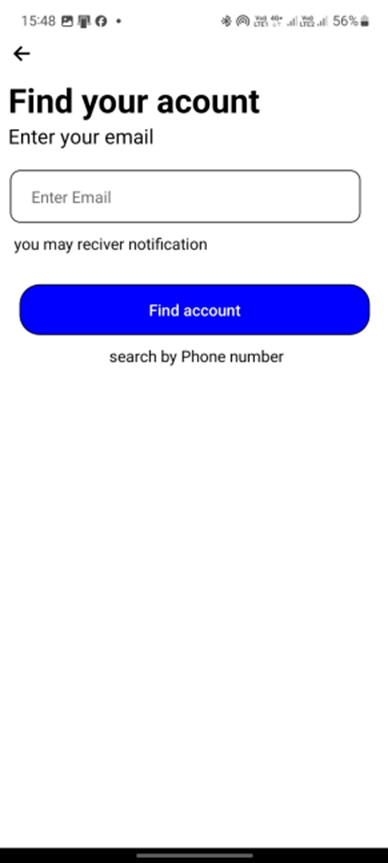 15:48 56%
Find your acount
Enter your email
Enter Email
you may reciver notification
Find account
search by Phone number